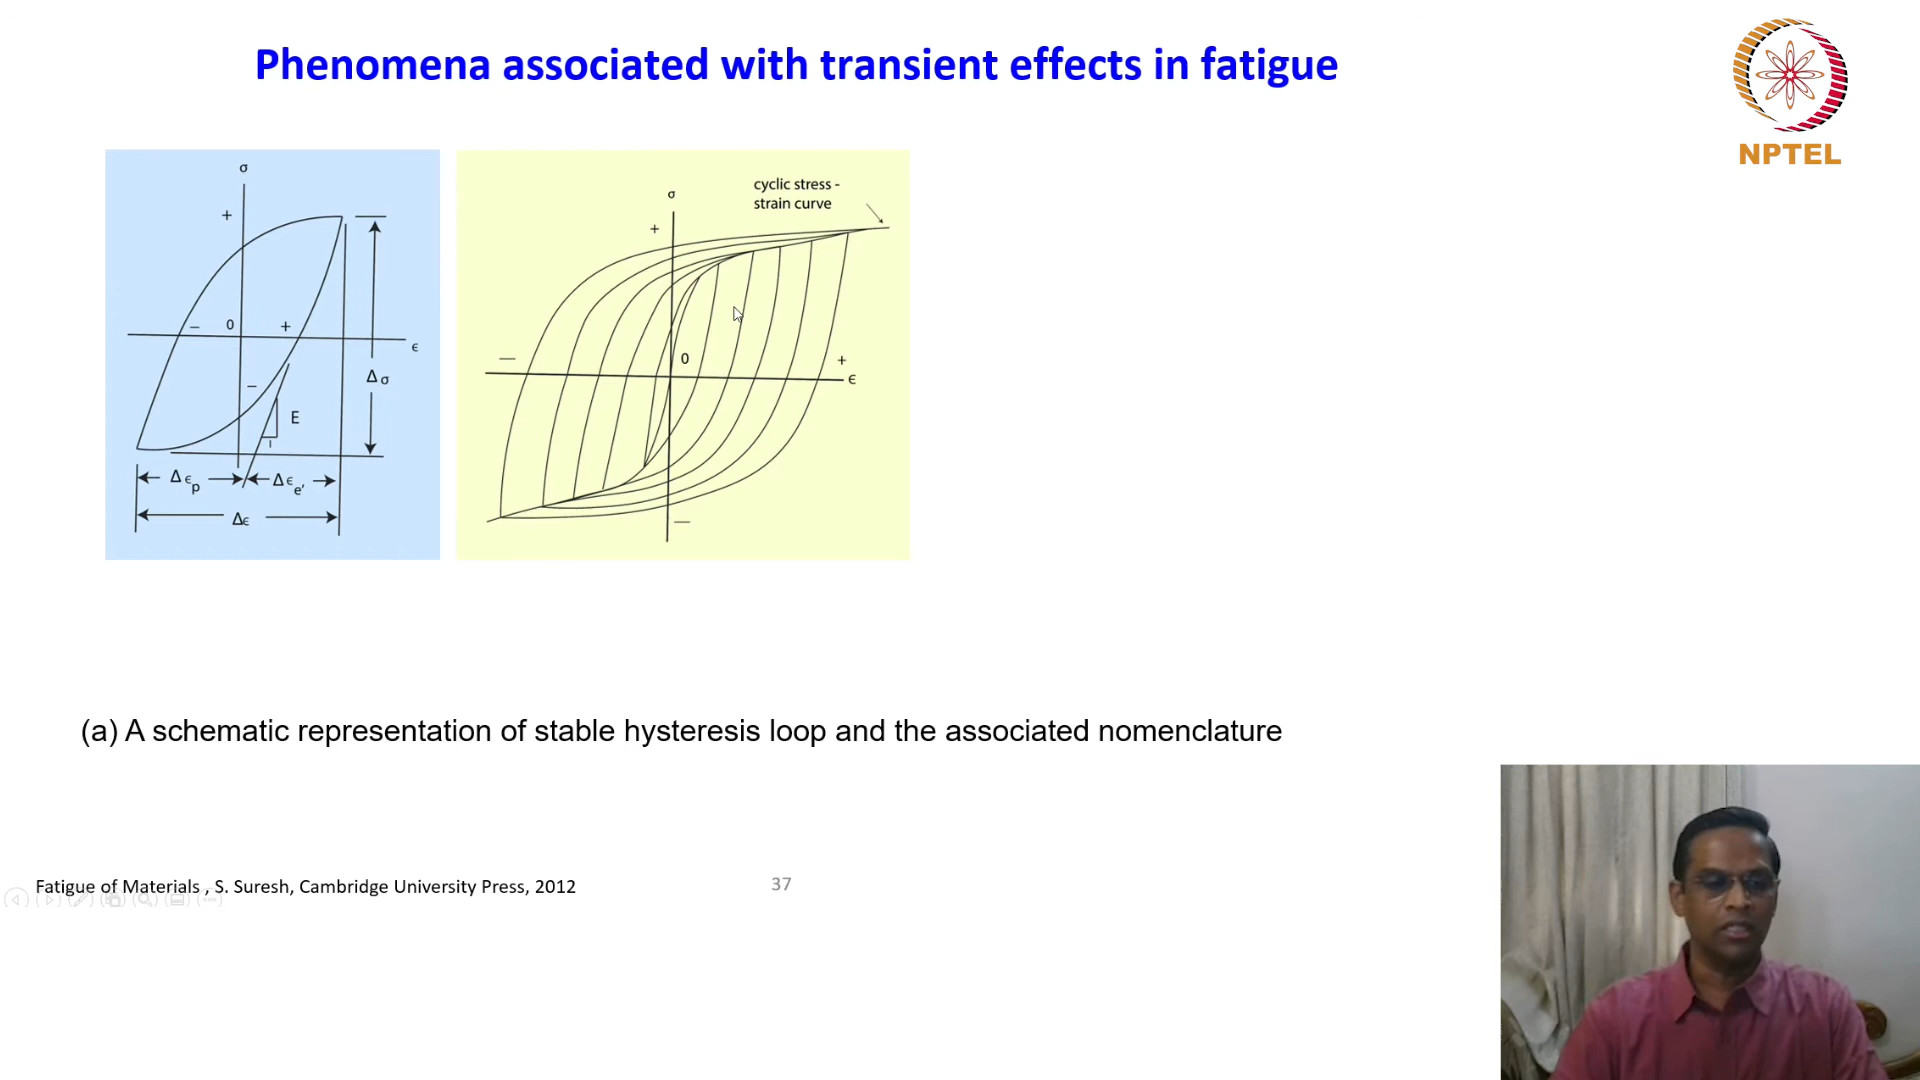 Phenomena associated with transient effects in fatigue
NPTEL
σ
+
− 0 +
ϵ
−
Δσ
E
I
Δϵp Δϵe'
Δϵ
cyclic stress -
strain curve
σ
+
0
— +
ϵ
—
(a) A schematic representation of stable hysteresis loop and the associated nomenclature
Fatigue of Materials , S. Suresh, Cambridge University Press, 2012
37